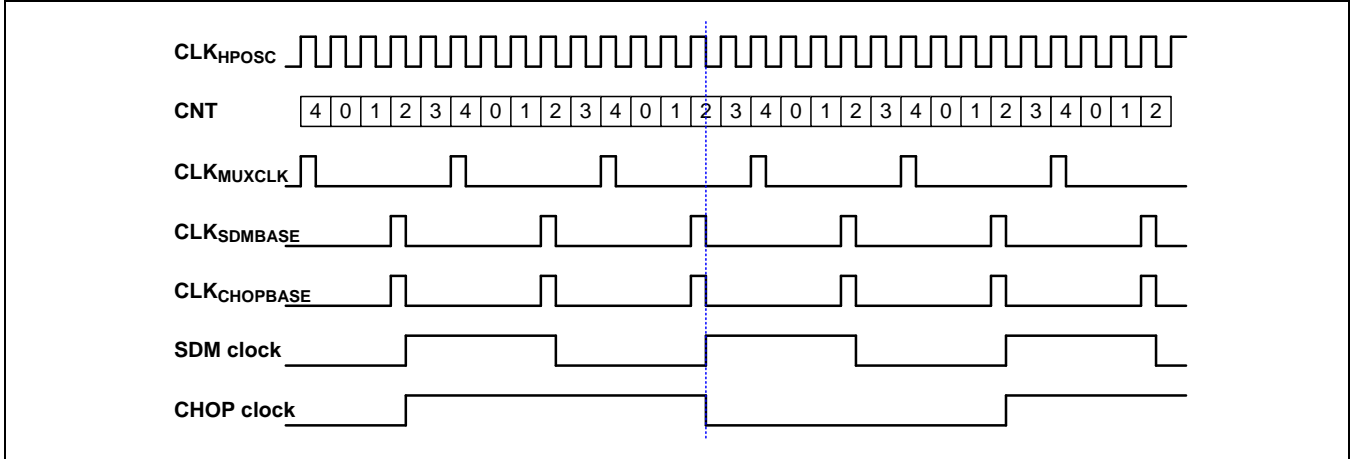 CLKHPOSC
CNT 4 0 1 2 3 4 0 1 2 3 4 0 1 2 3 4 0 1 2 3 4 0 1 2 3 4 0 1 2
CLKMUXCLK
CLKSDMBASE
CLKCHOPBASE
SDM clock
CHOP clock